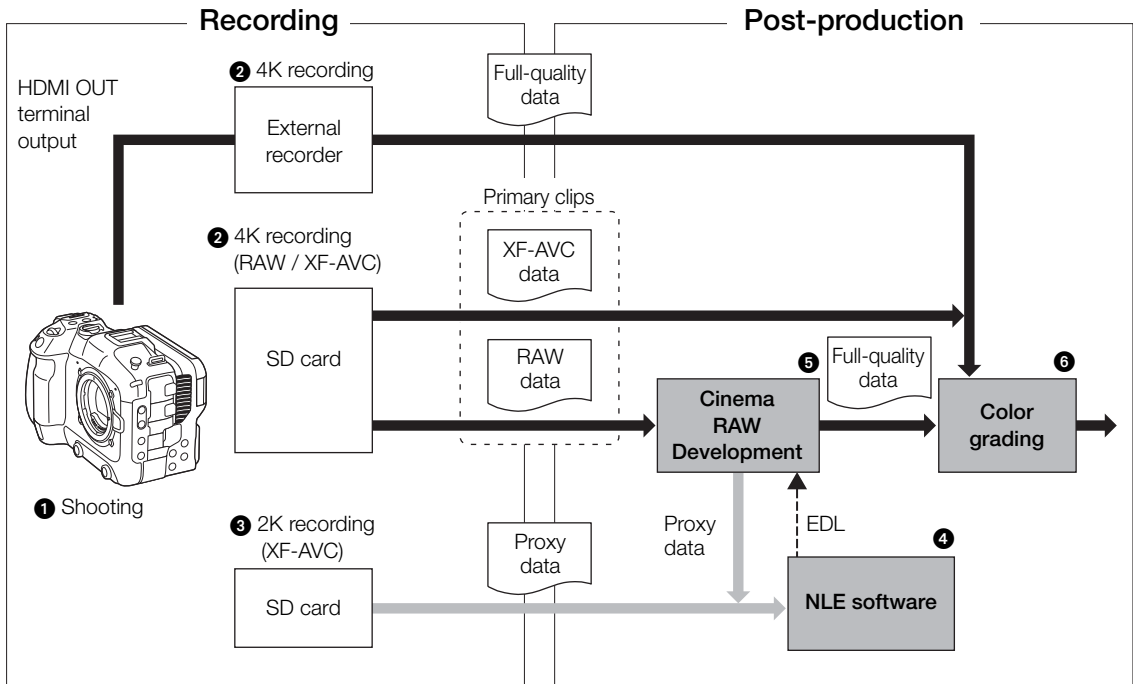 Recording
Post-production
HDMI OUT
terminal
output
❷ 4K recording
External
recorder
Full-quality
data
Primary clips
❷ 4K recording
(RAW / XF-AVC)
XF-AVC
data
SD card
RAW
data
❺
Cinema
RAW
Development
Full-quality
data
❻
Color
grading
❶ Shooting
❸ 2K recording
(XF-AVC)
SD card
Proxy
data
Proxy
data
EDL
❹
NLE software